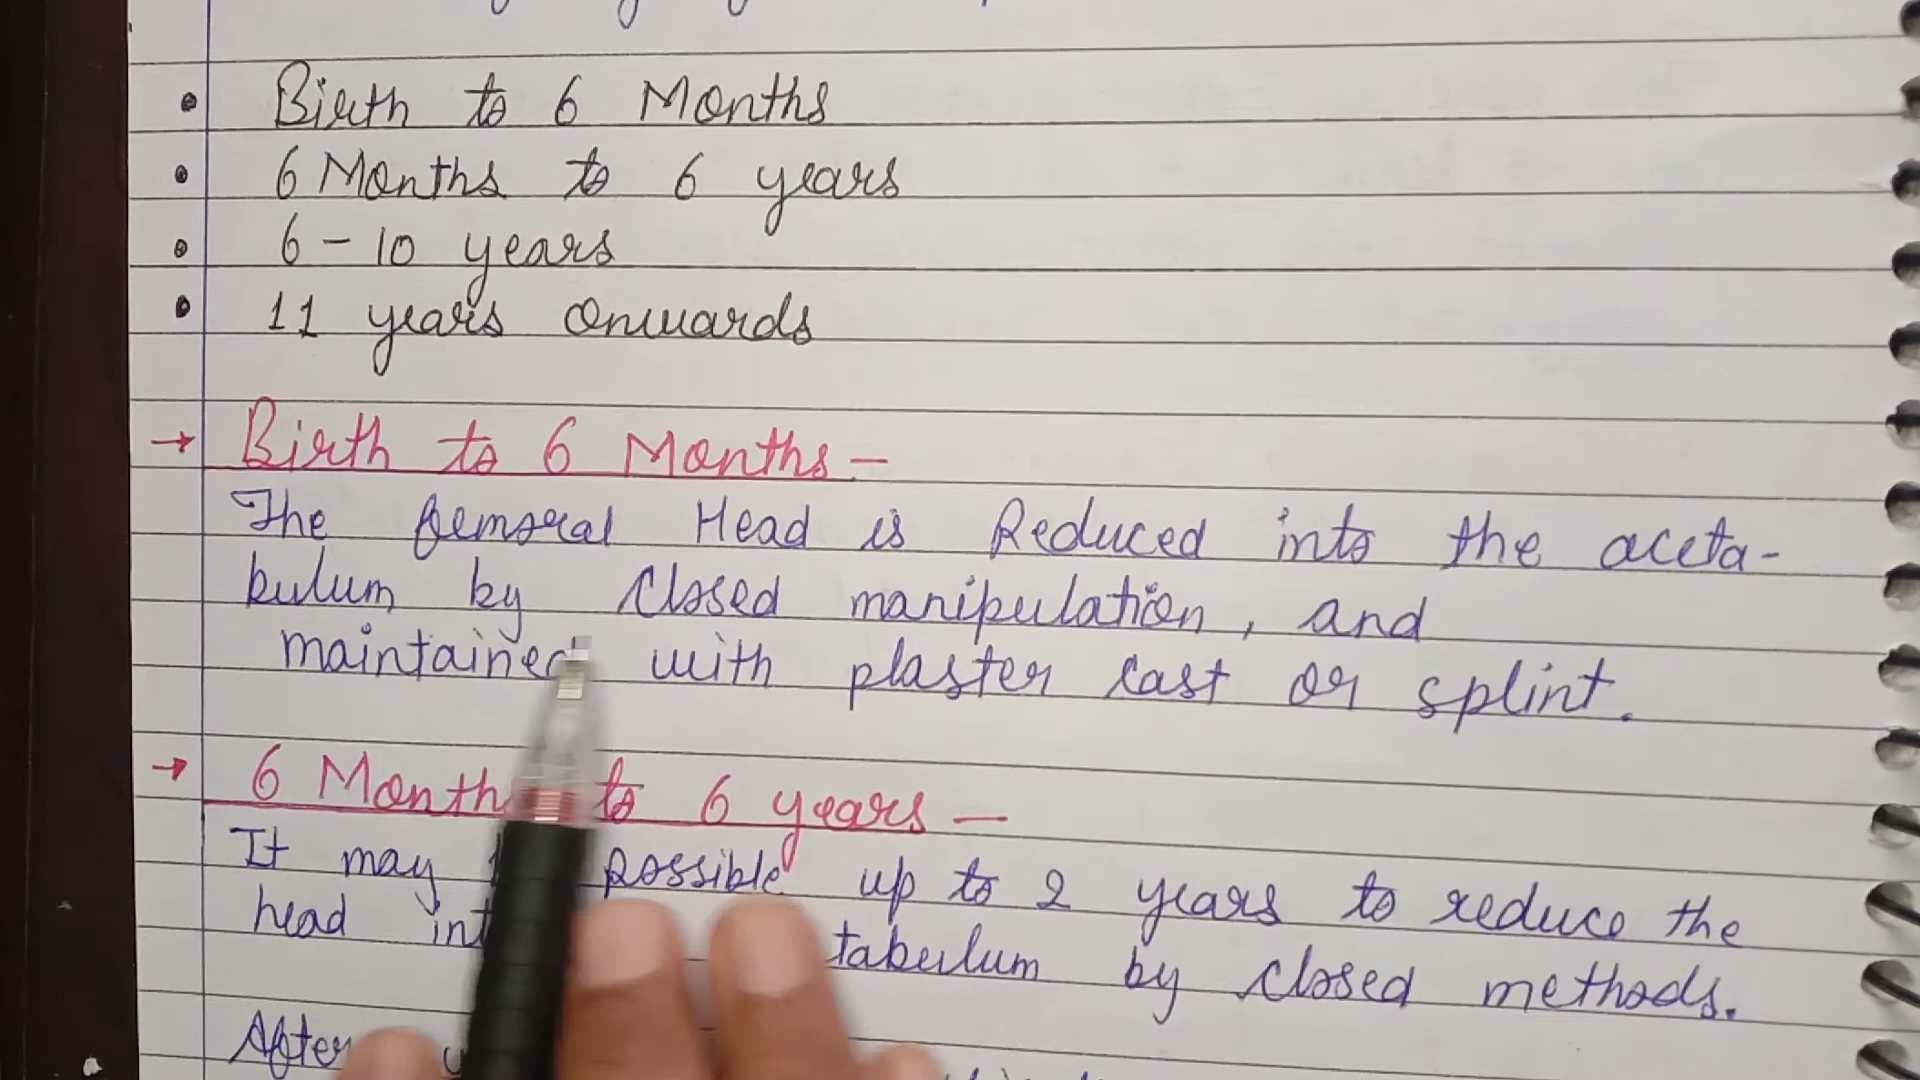 • Birth to 6 Months
• 6 Months to 6 years
• 6 - 10 years
• 11 years onwards
→ Birth to 6 Months -
The femoral Head is Reduced into the aceta-
bulum by Closed manipulation, and
maintained with plaster cast or splint.
→ 6 Months to 6 years -
It may possible up to 2 years to reduce the
head tabulum by closed methods.
After